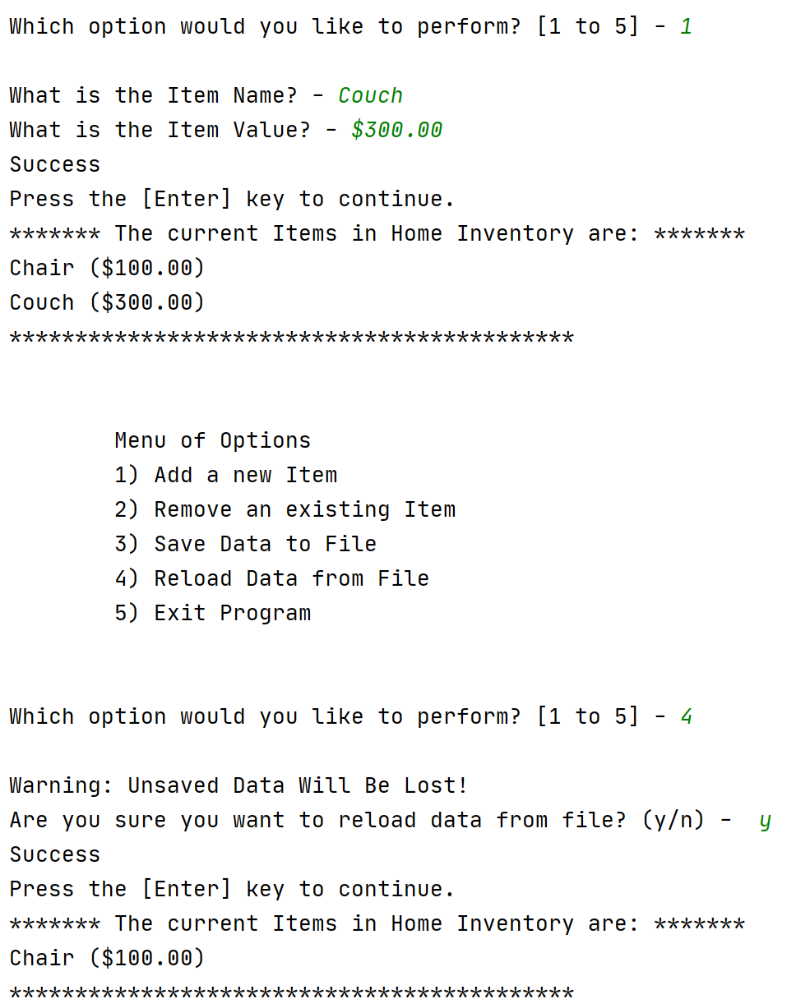 Which option would you like to perform? [1 to 5] - 1
What is the Item Name? - Couch
What is the Item Value? - $300.00
Success
Press the [Enter] key to continue.
******* The current Items in Home Inventory are: *******
Chair ($100.00)
Couch ($300.00)
*******************************************
Menu of Options
1) Add a new Item
2) Remove an existing Item
3) Save Data to File
4) Reload Data from File
5) Exit Program
Which option would you like to perform? [1 to 5] - 4
Warning: Unsaved Data Will Be Lost!
Are you sure you want to reload data from file? (y/n) -  y
Success
Press the [Enter] key to continue.
******* The current Items in Home Inventory are: *******
Chair ($100.00)
*******************************************